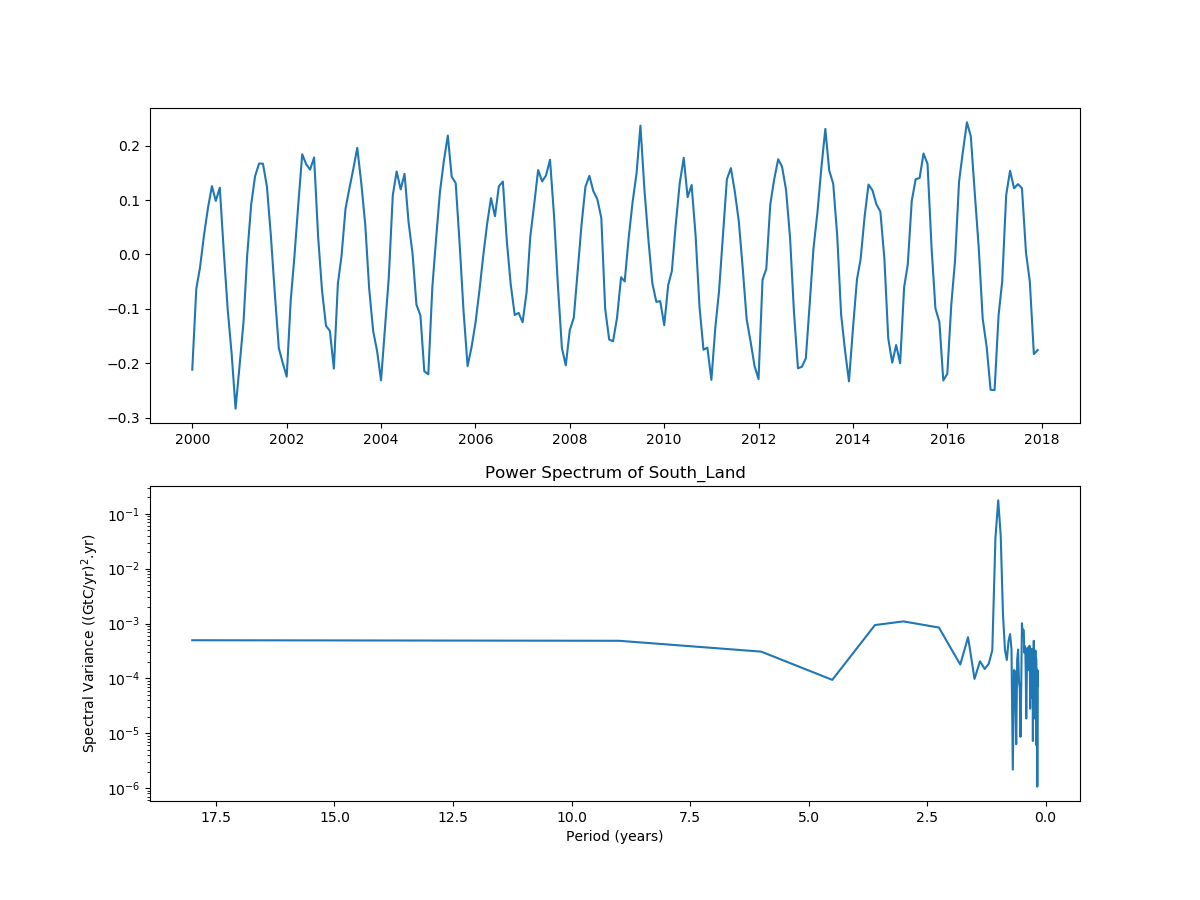 0.2
0.1
0.0
−0.1
−0.2
−0.3
2000 2002 2004 2006 2008 2010 2012 2014 2016 2018
Power Spectrum of South_Land
Spectral Variance ((GtC/yr)².yr)
10⁻¹
10⁻²
10⁻³
10⁻⁴
10⁻⁵
10⁻⁶
17.5 15.0 12.5 10.0 7.5 5.0 2.5 0.0
Period (years)